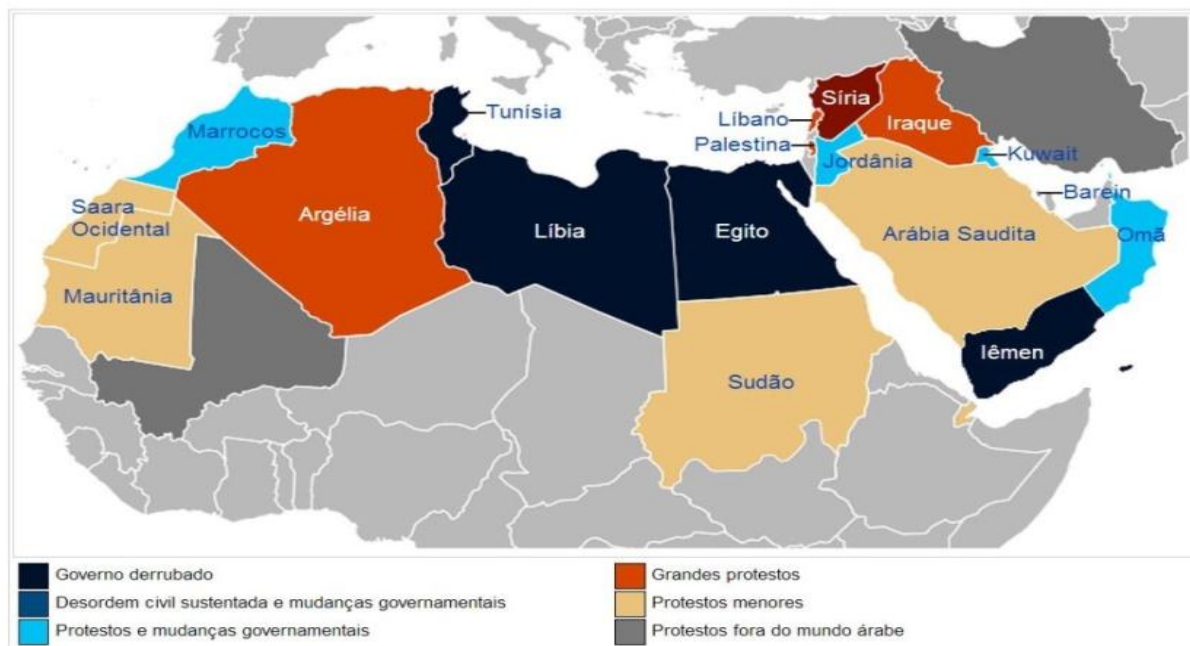 Tunísia
Síria
Líbano
Iraque
Marrocos
Palestina
Jordânia
Kuwait
Barein
Saara
Ocidental
Argélia
Líbia
Egito
Arábia Saudita
Omã
Mauritânia
Iêmen
Sudão
Governo derrubado
Desordem civil sustentada e mudanças governamentais
Protestos e mudanças governamentais
Grandes protestos
Protestos menores
Protestos fora do mundo árabe